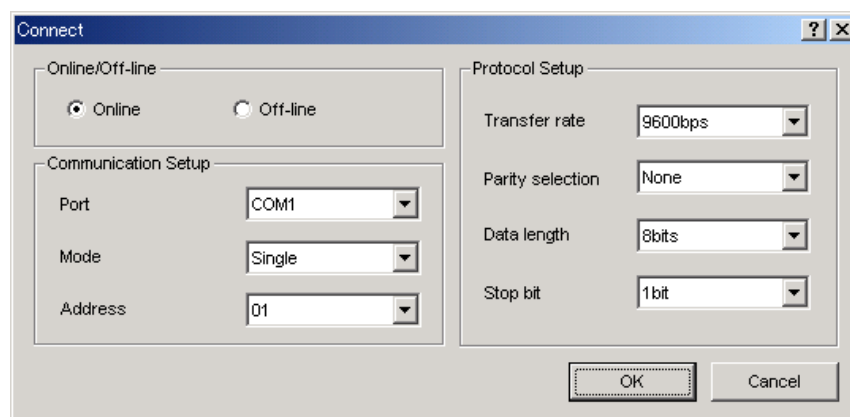 Connect
Online/Off-line
Online
Off-line
Communication Setup
Port
COM1
Mode
Single
Address
01
Protocol Setup
Transfer rate
9600bps
Parity selection
None
Data length
8bits
Stop bit
1bit
OK
Cancel